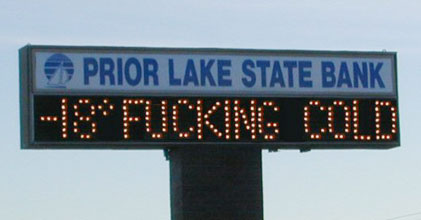 PRIOR LAKE STATE BANK
-18° FUCKING COLD